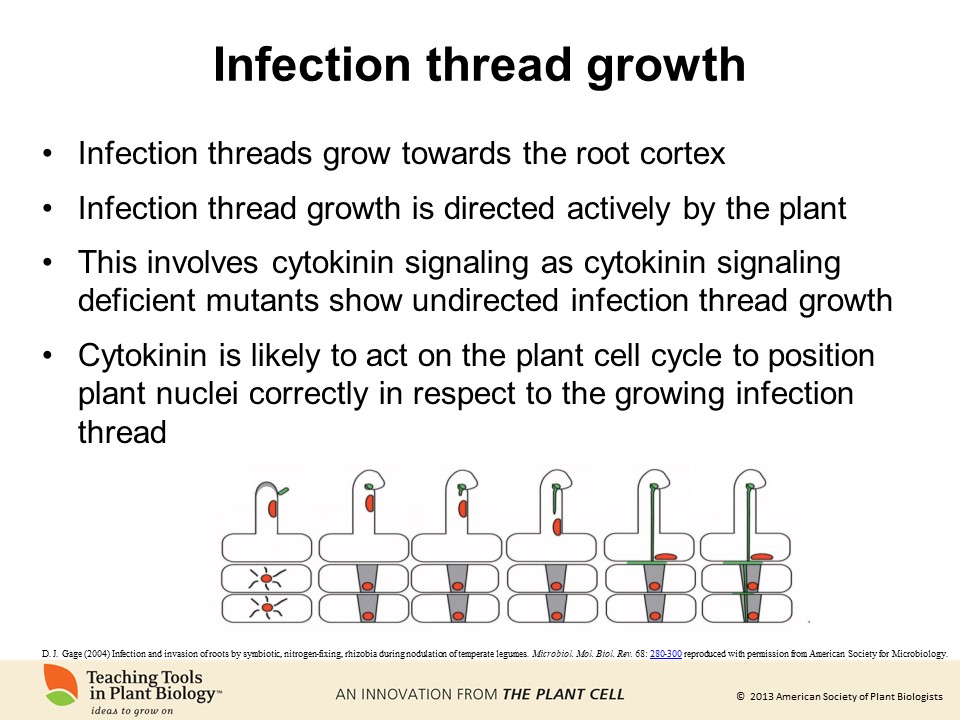 Infection thread growth
• Infection threads grow towards the root cortex
• Infection thread growth is directed actively by the plant
• This involves cytokinin signaling as cytokinin signaling
deficient mutants show undirected infection thread growth
• Cytokinin is likely to act on the plant cell cycle to position
plant nuclei correctly in respect to the growing infection
thread
D. J. Gage (2004) Infection and invasion of roots by symbiotic, nitrogen-fixing, rhizobia during nodulation of temperate legumes. Microbiol. Mol. Biol. Rev. 68: 280-300 reproduced with permission from American Society for Microbiology.
Teaching Tools
in Plant Biology™
ideas to grow on
AN INNOVATION FROM THE PLANT CELL
© 2013 American Society of Plant Biologists